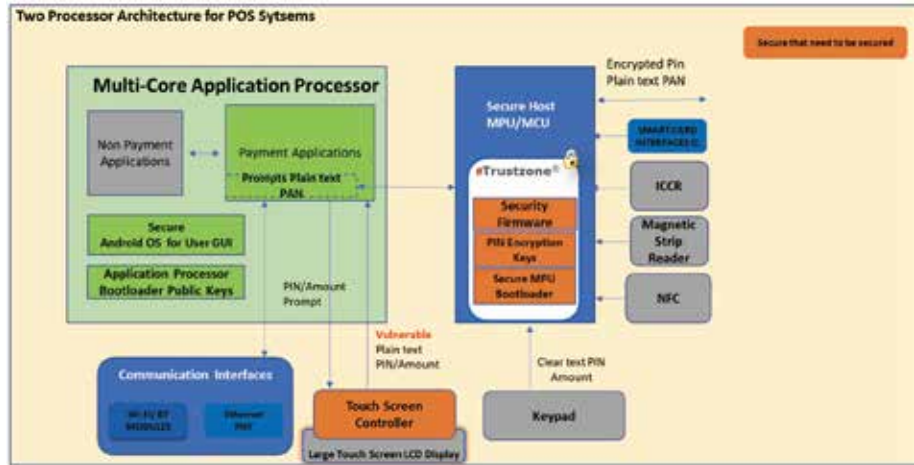 Two Processor Architecture for POS Sytsems
Secure that need to be secured
Multi-Core Application Processor
Non Payment
Applications
Payment Applications
Prompts Plain text
PAN
Secure
Android OS for User GUI
Application Processor
Bootloader Public Keys
PIN/Amount
Prompt
Vulnerable
Plain text
PIN/Amount
Communication Interfaces
WI-FI/ BT
MODULES
Ethernet
PHY
Touch Screen
Controller
Large Touch Screen LCD Display
Secure Host
MPU/MCU
Trustzone®
Security
Firmware
PIN Encryption
Keys
Secure MPU
Bootloader
Encrypted Pin
Plain text PAN
SMART CARD
INTERFACES
ICCR
Magnetic
Strip
Reader
NFC
Clear text PIN
Amount
Keypad